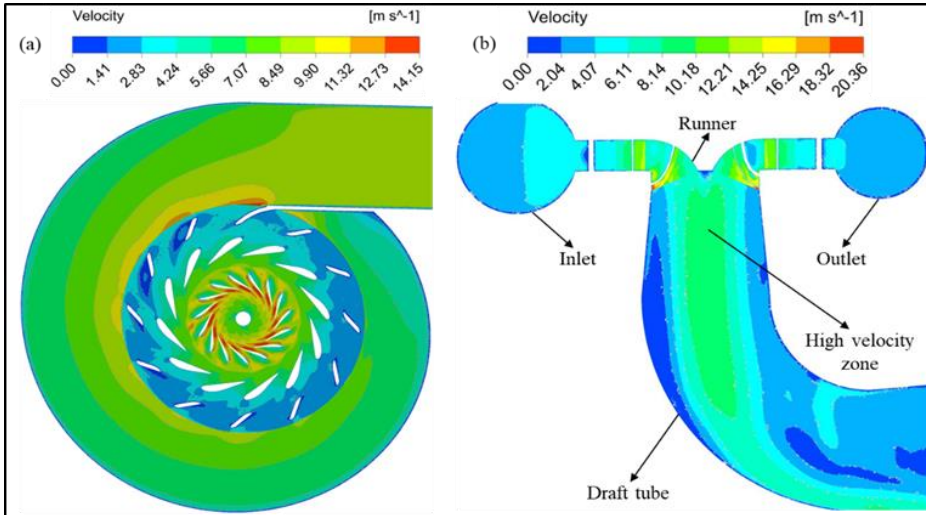 Velocity [m s^-1]
(a)
0.00 1.41 2.83 4.24 5.66 7.07 8.49 9.90 11.32 12.73 14.15
Velocity [m s^-1]
(b)
0.00 2.04 4.07 6.11 8.14 10.18 12.21 14.25 16.29 18.32 20.36
Runner
Inlet
Outlet
High velocity
zone
Draft tube